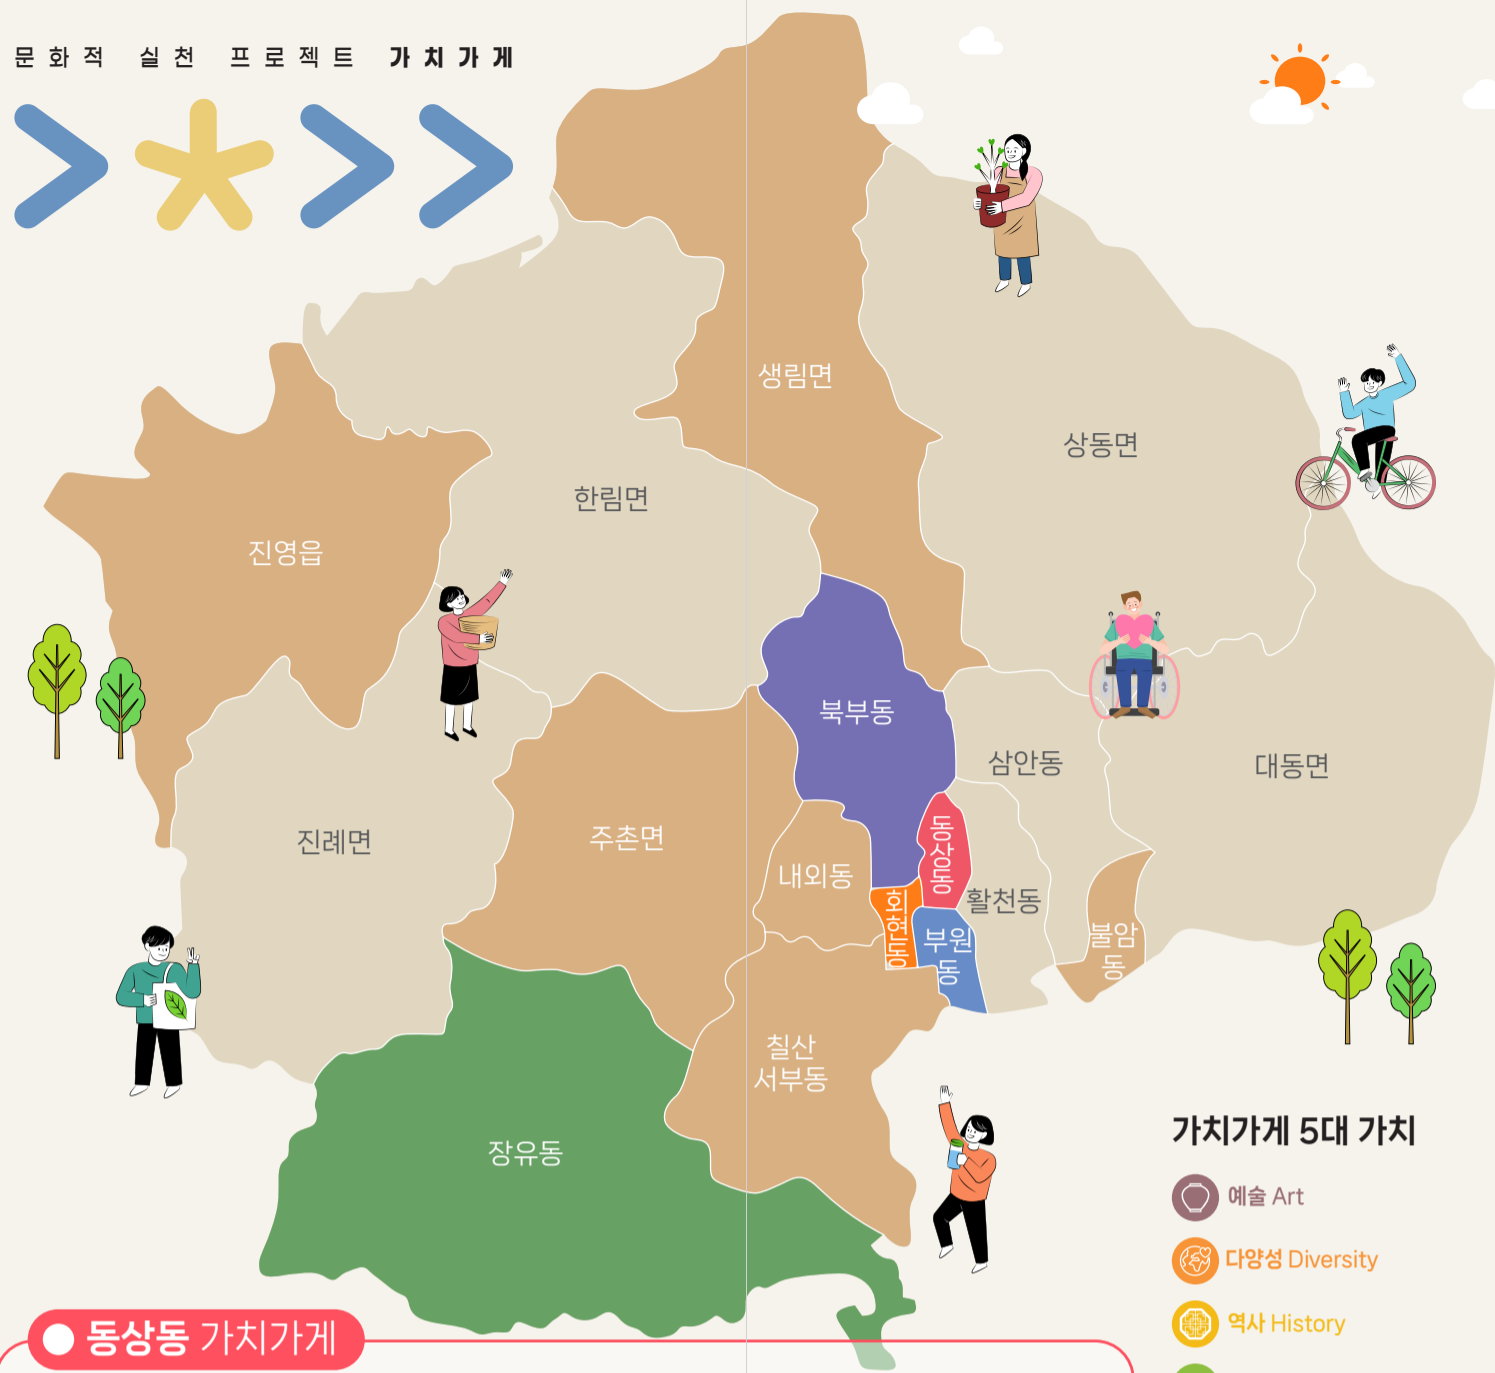 문화적 실천 프로젝트 가치가게
생림면
상동면
한림면
진영읍
북부동
삼안동
대동면
진례면
주촌면
내외동
동상동
활천동
회현동
부원
동
불암
동
칠산
서부동
장유동
가치가게 5대 가치
예술 Art
다양성 Diversity
역사 History
동상동 가치가게